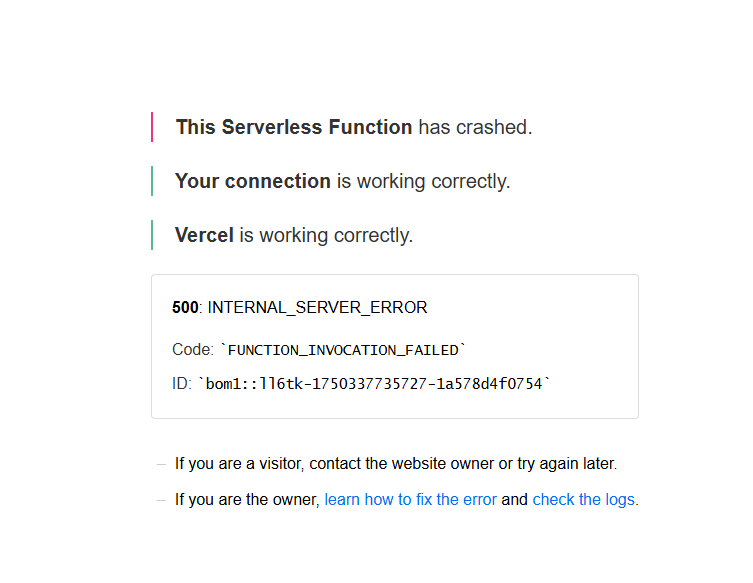 This Serverless Function has crashed.
Your connection is working correctly.
Vercel is working correctly.
500: INTERNAL_SERVER_ERROR
Code: `FUNCTION_INVOCATION_FAILED`
ID: `bom1::ll6tk-1750337735727-1a578d4f0754`
– If you are a visitor, contact the website owner or try again later.
– If you are the owner, learn how to fix the error and check the logs.